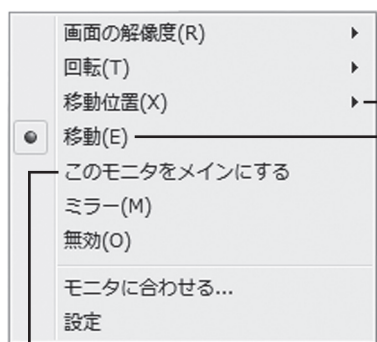 画面の解像度(R)
回転(T)
移動位置(X)
移動(E)
このモニタをメインにする
ミラー(M)
無効(O)
モニタに合わせる...
設定